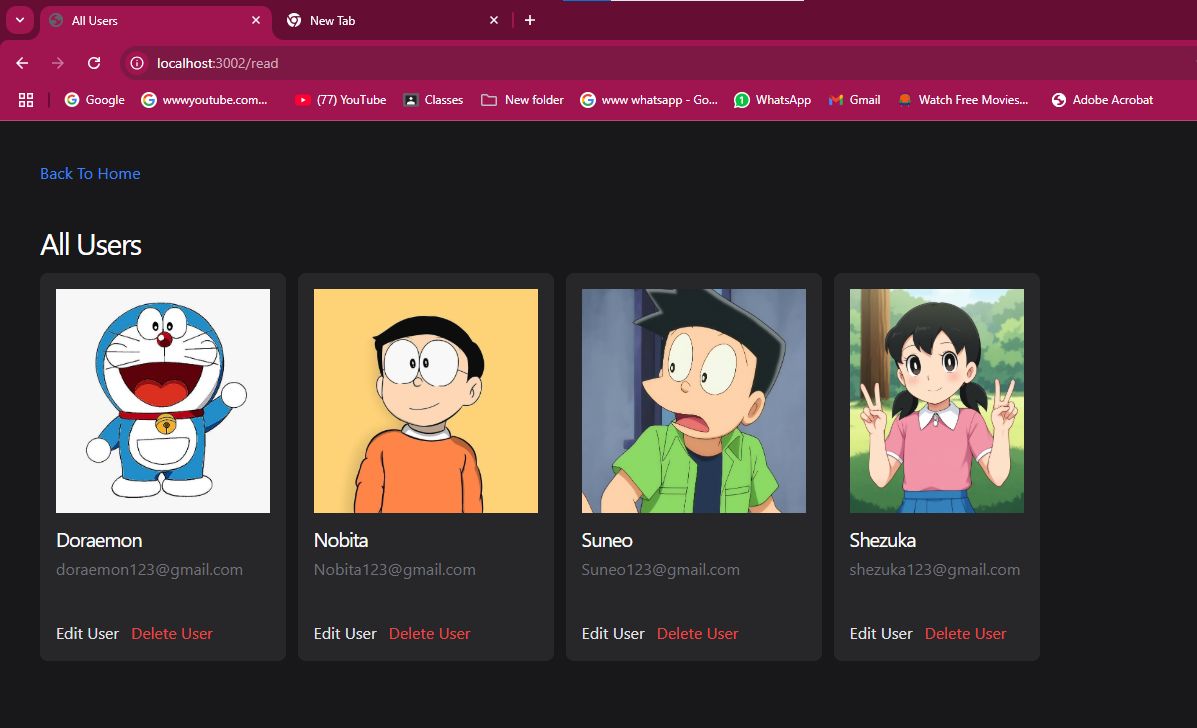 All Users
New Tab
localhost:3002/read
Google
wwwyoutube.com...
(77) YouTube
Classes
New folder
www whatsapp - Go...
1
WhatsApp
Gmail
Watch Free Movies...
Adobe Acrobat
Back To Home
All Users
Doraemon
doraemon123@gmail.com
Edit User Delete User
Nobita
Nobita123@gmail.com
Edit User Delete User
Suneo
Suneo123@gmail.com
Edit User Delete User
Shezuka
shezuka123@gmail.com
Edit User Delete User